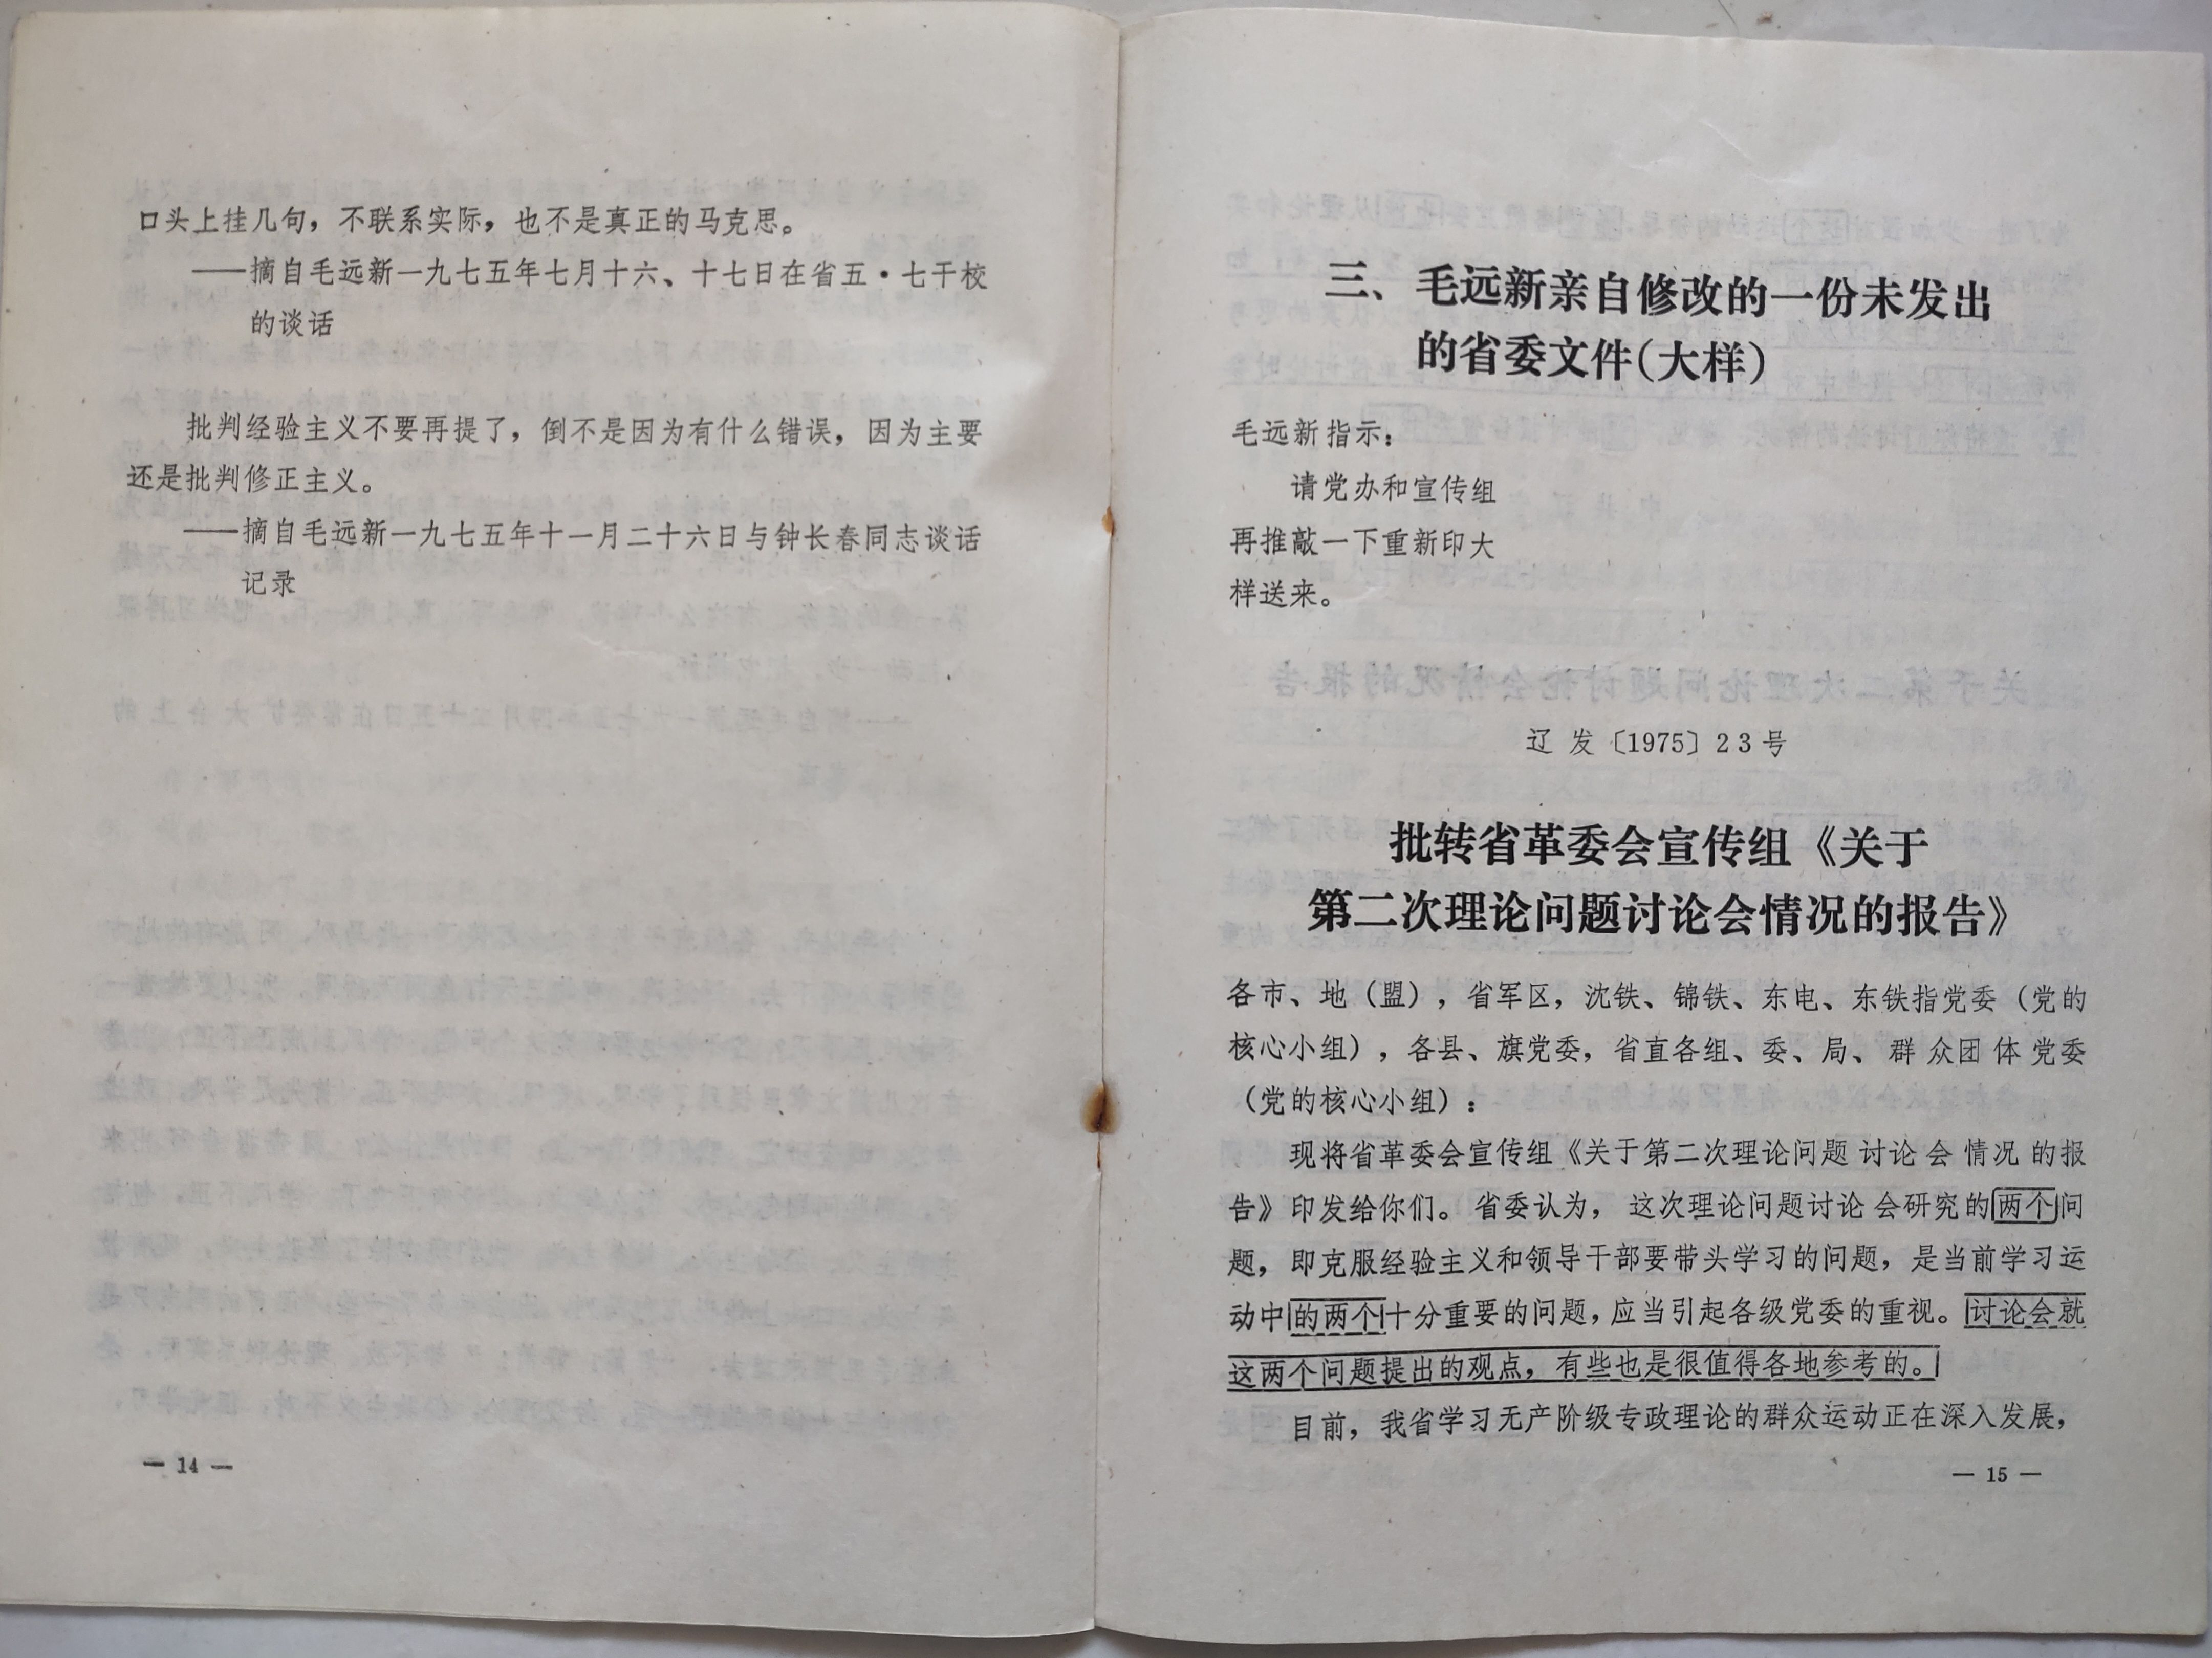 口头上挂几句，不联系实际，也不是真正的马克思。
——摘自毛远新一九七五年七月十六、十七日在省五·七干校
的谈话
批判经验主义不要再提了，倒不是因为有什么错误，因为主要
还是批判修正主义。
——摘自毛远新一九七五年十一月二十六日与钟长春同志谈话
记录
— 14 —
三、毛远新亲自修改的一份未发出
的省委文件(大样)
毛远新指示：
请党办和宣传组
再推敲一下重新印大
样送来。
辽发〔1975〕23号
批转省革委会宣传组《关于
第二次理论问题讨论会情况的报告》
各市、地（盟），省军区，沈铁、锦铁、东电、东铁指党委（党的
核心小组），各县、旗党委，省直各组、委、局、群众团体党委
（党的核心小组）：
现将省革委会宣传组《关于第二次理论问题讨论会情况的报
告》印发给你们。省委认为，这次理论问题讨论会研究的两个问
题，即克服经验主义和领导干部要带头学习的问题，是当前学习运
动中的两个十分重要的问题，应当引起各级党委的重视。讨论会就
这两个问题提出的观点，有些也是很值得各地参考的。
目前，我省学习无产阶级专政理论的群众运动正在深入发展，
— 15 —